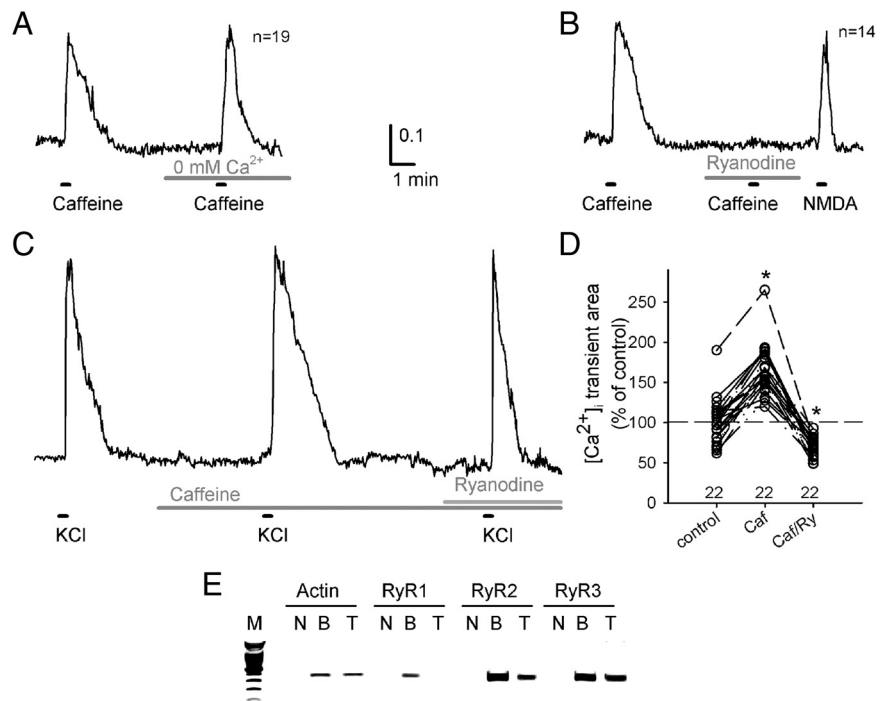 A
n=19
0 mM Ca²⁺
Caffeine
Caffeine
0.1
1 min
B
n=14
Ryanodine
Caffeine
Caffeine
NMDA
C
Caffeine
Ryanodine
KCl
KCl
KCl
D
[Ca²⁺]ᵢ transient area
(% of control)
250
200
150
100
50
0
*
*
22
22
22
control
Caf
Caf/Ry
E
Actin
RyR1
RyR2
RyR3
M
N B T
N B T
N B T
N B T